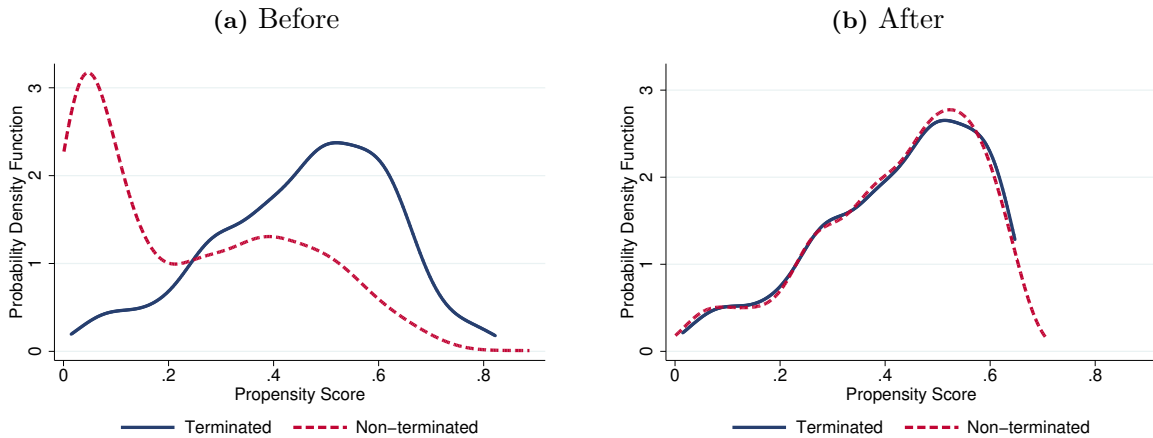 (a) Before
Probability Density Function
3
2
1
0
0 .2 .4 .6 .8
Propensity Score
Terminated Non−terminated
(b) After
Probability Density Function
3
2
1
0
0 .2 .4 .6 .8
Propensity Score
Terminated Non−terminated